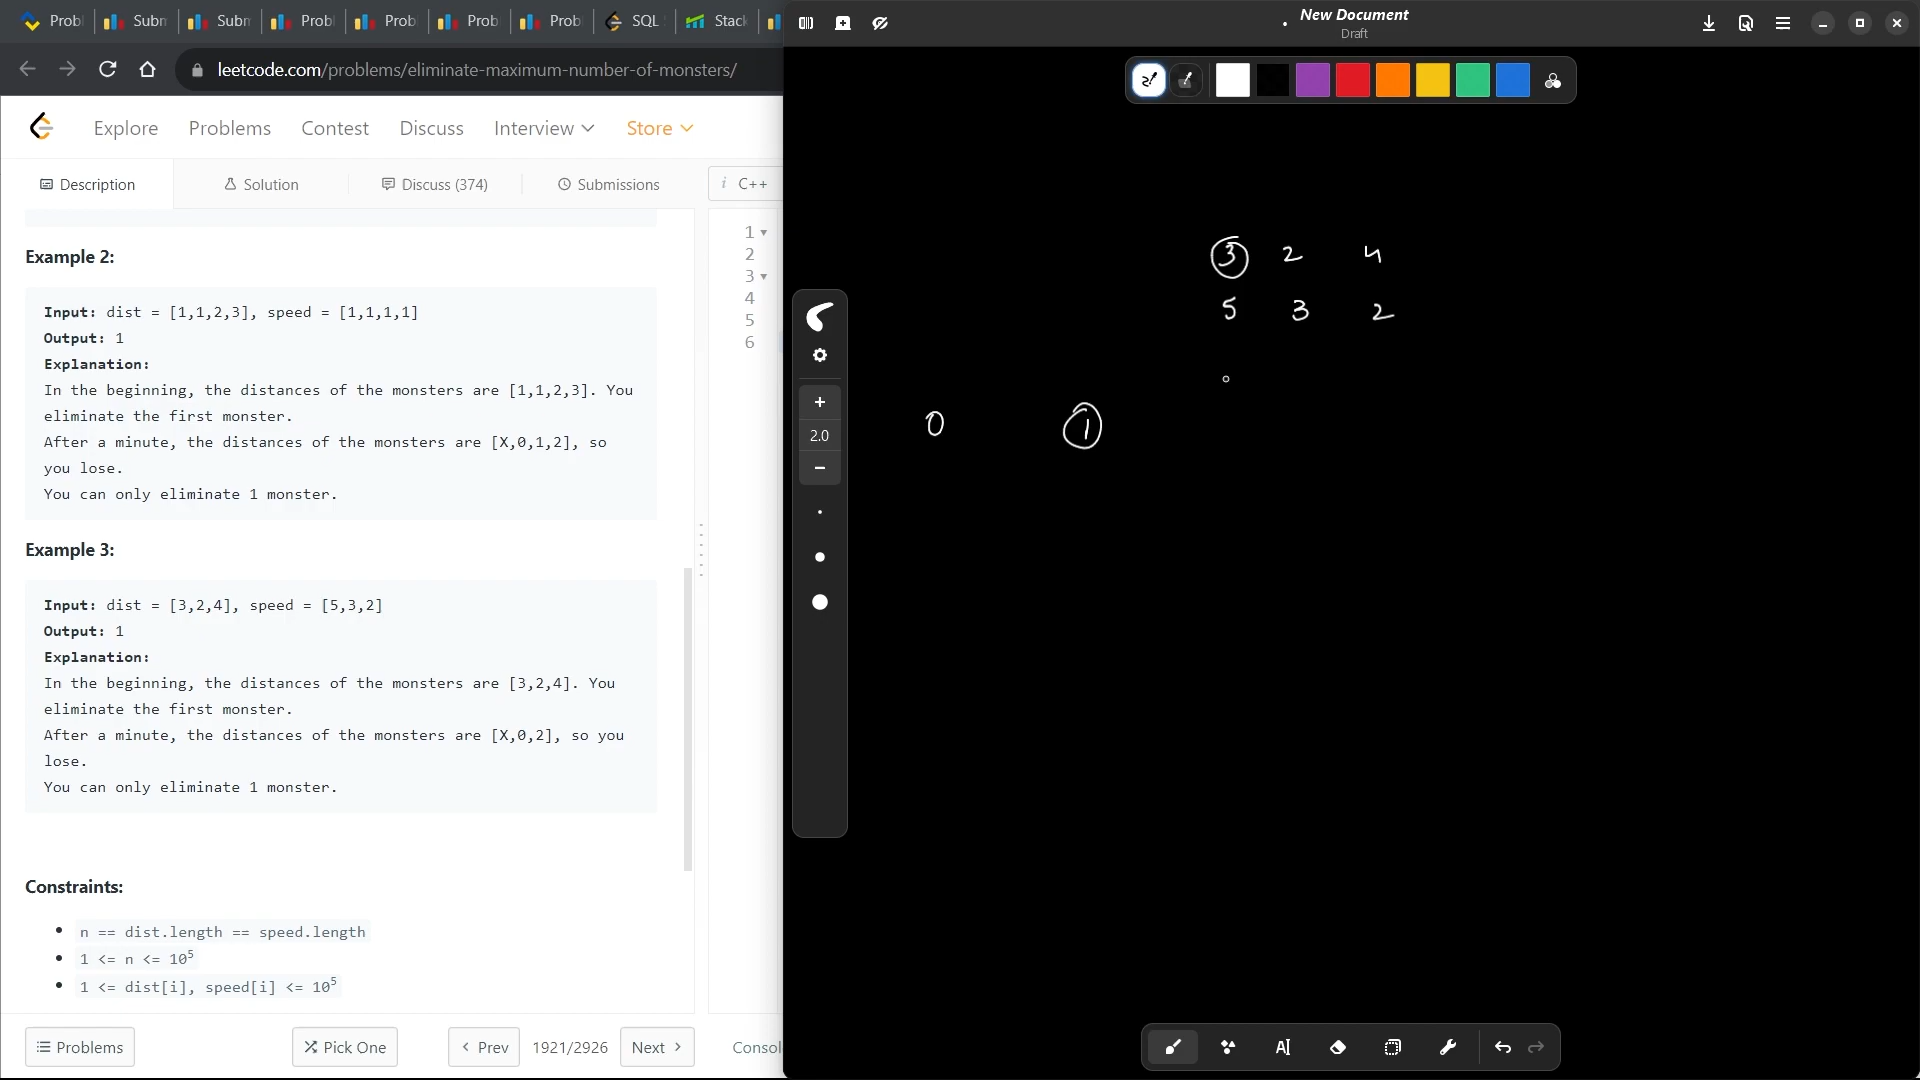 Probl
Subm
Subm
Probl
Prob
Prob
Prob
SQL
Stack
New Document
Draft
leetcode.com/problems/eliminate-maximum-number-of-monsters/
Explore Problems Contest Discuss Interview Store
Description Solution Discuss (374) Submissions
i C++
Example 2:
Input: dist = [1,1,2,3], speed = [1,1,1,1]
Output: 1
Explanation:
In the beginning, the distances of the monsters are [1,1,2,3]. You
eliminate the first monster.
After a minute, the distances of the monsters are [X,0,1,2], so
you lose.
You can only eliminate 1 monster.
Example 3:
Input: dist = [3,2,4], speed = [5,3,2]
Output: 1
Explanation:
In the beginning, the distances of the monsters are [3,2,4]. You
eliminate the first monster.
After a minute, the distances of the monsters are [X,0,2], so you
lose.
You can only eliminate 1 monster.
Constraints:
• n == dist.length == speed.length
• 1 <= n <= 10⁵
• 1 <= dist[i], speed[i] <= 10⁵
Problems Pick One Prev 1921/2926 Next Consol
1
2
3
4
5
6
+
2.0
−
3 2 4
5 3 2
0 1
AI